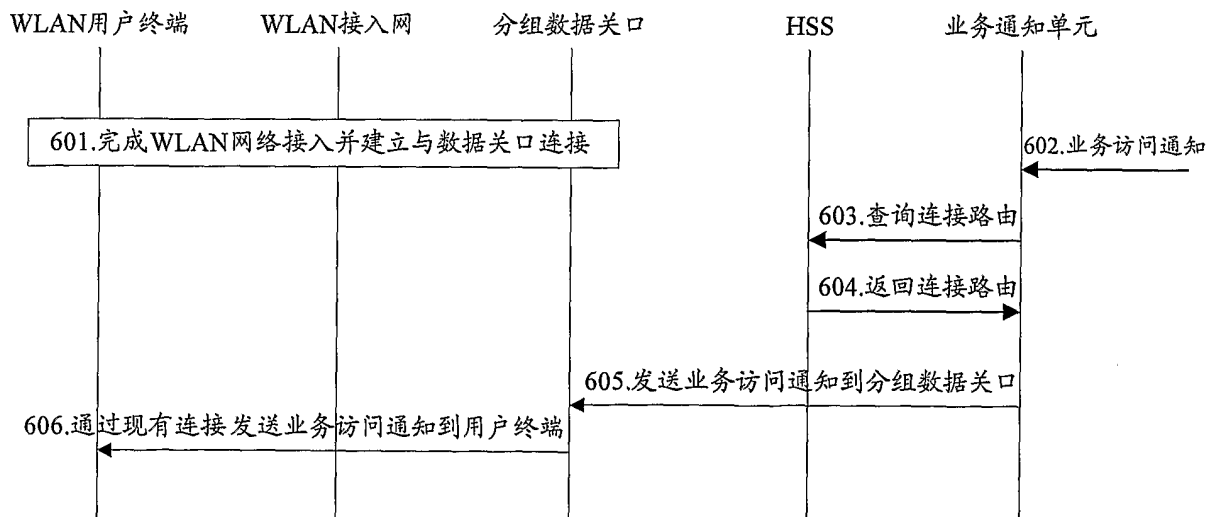 WLAN用户终端
WLAN接入网
分组数据关口
HSS
业务通知单元
601.完成WLAN网络接入并建立与数据关口连接
602.业务访问通知
603.查询连接路由
604.返回连接路由
605.发送业务访问通知到分组数据关口
606.通过现有连接发送业务访问通知到用户终端